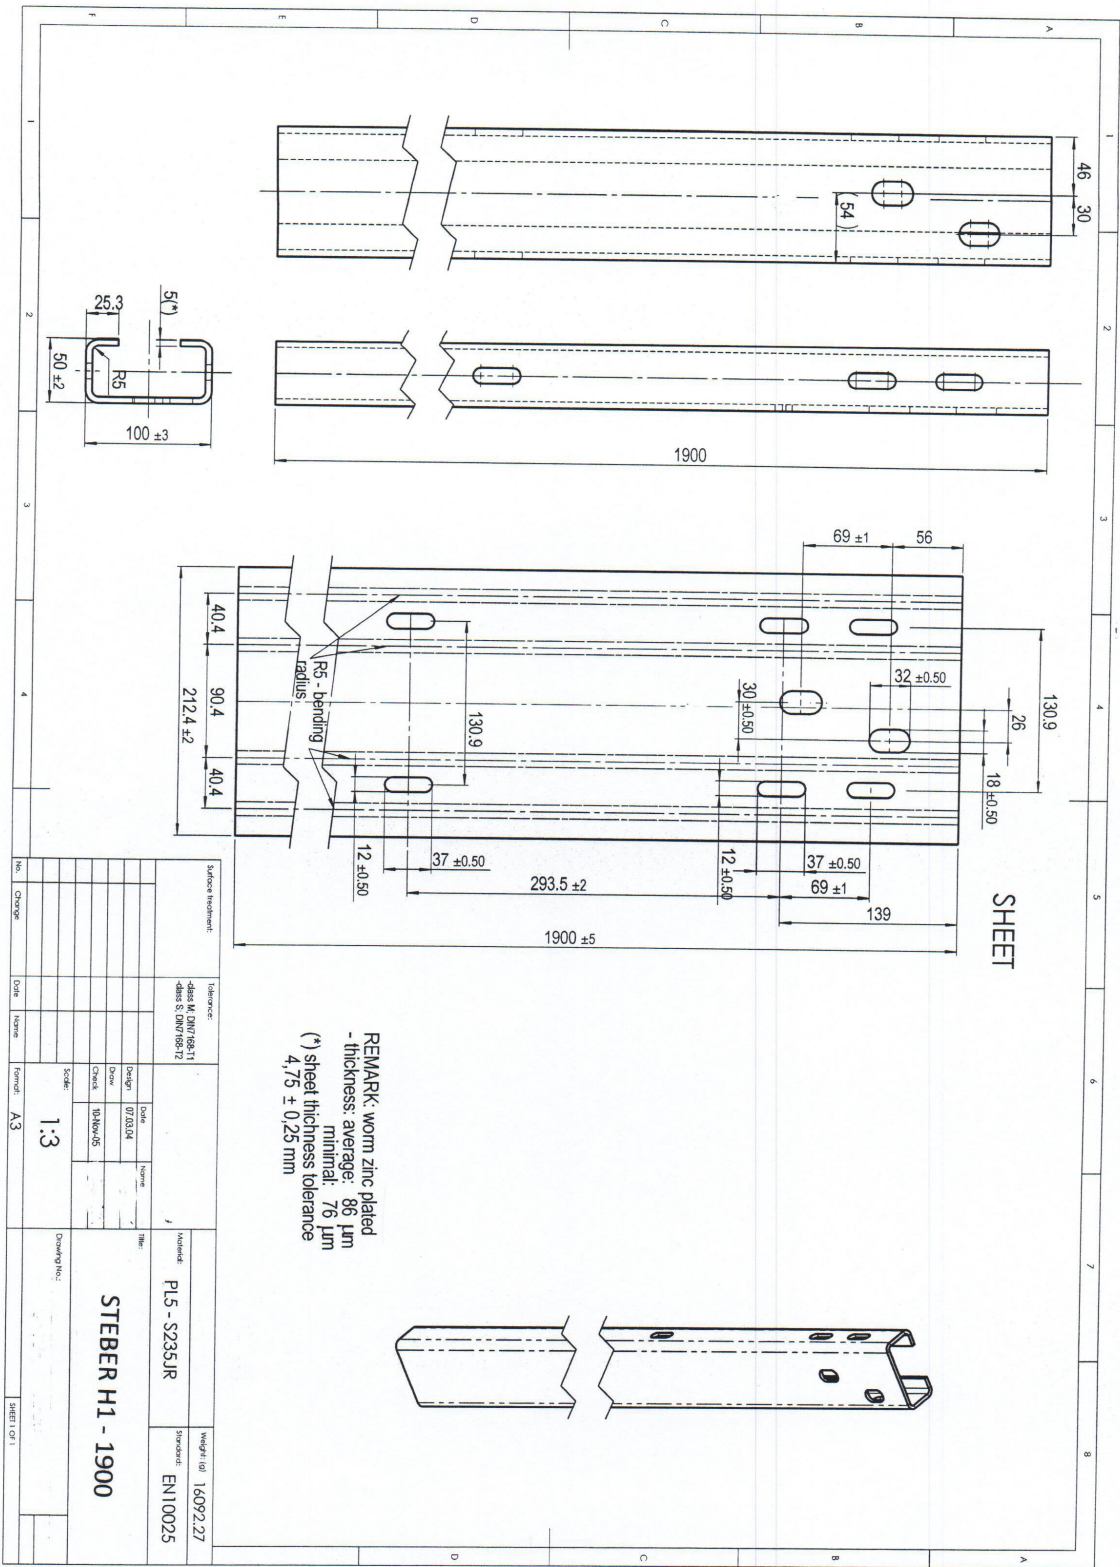 A
B
C
D
E
F
1
2
3
4
5
6
7
8
A
B
C
D
1
2
3
4
46
30
( 54 )
5(*)
25.3
R5
50 ±2
100 ±3
1900
SHEET
69 ±1
56
130.9
26
32 ±0.50
18 ±0.50
30 ±0.50
130.9
R5 - bending
radius
40.4
90.4
40.4
212.4 ±2
12 ±0.50
37 ±0.50
12 ±0.50
37 ±0.50
293.5 ±2
69 ±1
139
1900 ±5
REMARK: worm zinc plated
- thickness: average: 86 µm
minimal: 76 µm
(*) sheet thichness tolerance
4,75 ± 0,25 mm
Surface treatment:
Tolerance:
-class M; DIN7168-T1
-class S; DIN7168-T2
Material:
PL5 - S235JR
Weight: (g) 16092.27
Standard: EN10025
Date
Name
Design
07.03.04
Draw
Check
10-Nov-05
Title:
STEBER H1 - 1900
Scale:
1:3
Drawing No.:
No.
Change
Date
Name
Format: A3
SHEET 1 OF 1